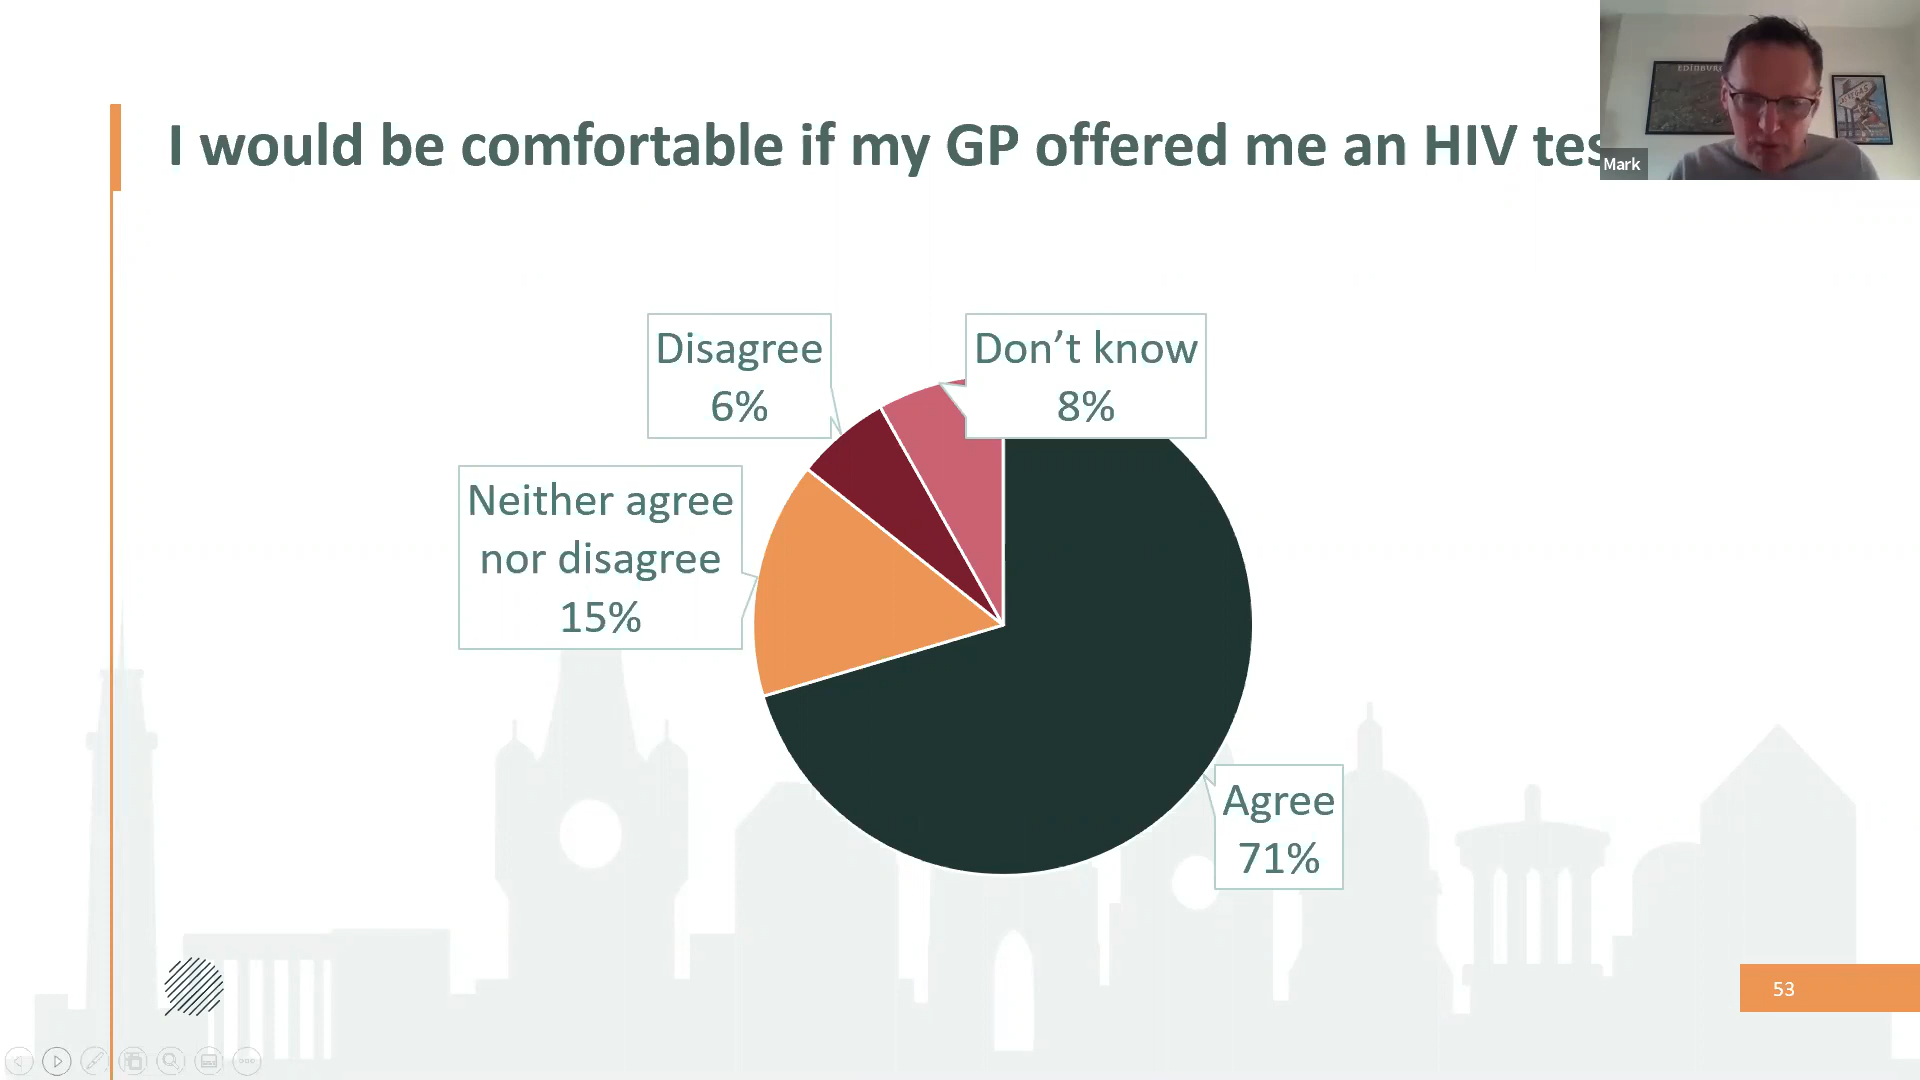 I would be comfortable if my GP offered me an HIV tes
EDINBUR
Mark
Disagree
6%
Don't know
8%
Neither agree
nor disagree
15%
Agree
71%
53